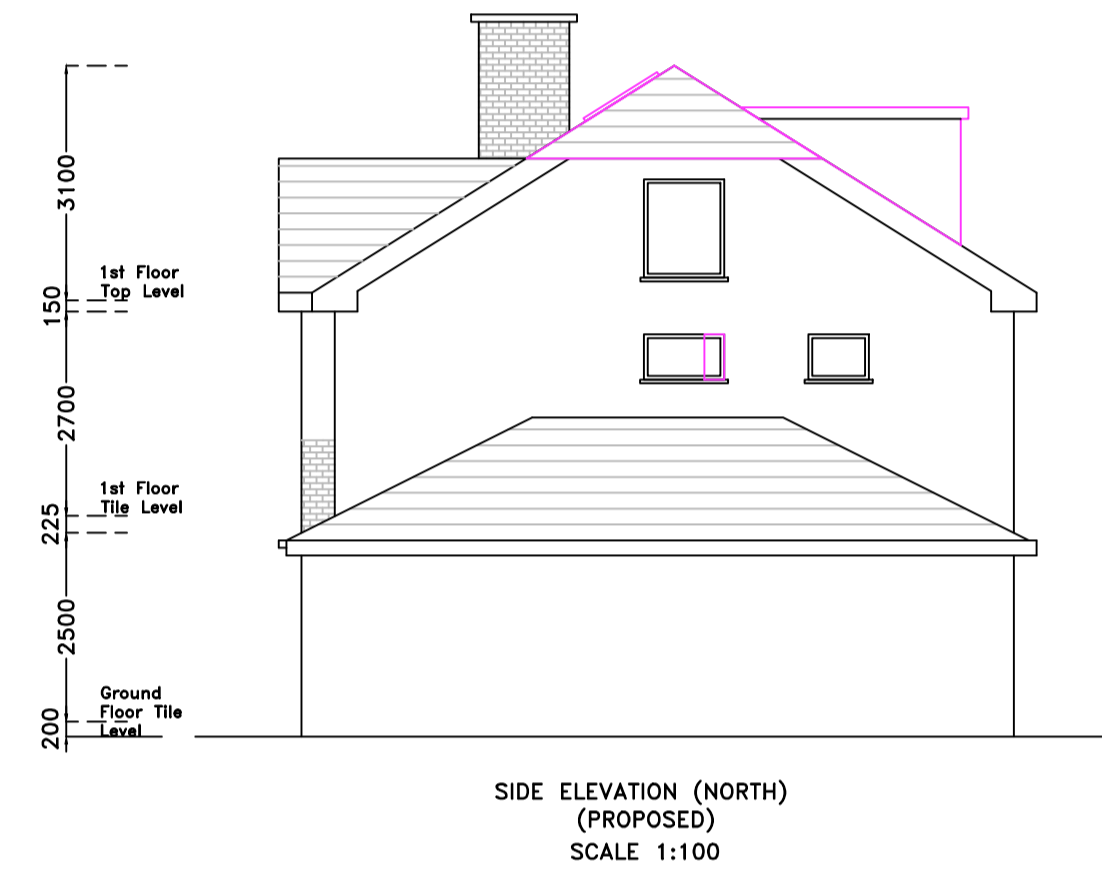 3100
1st Floor
Top Level
150
2700
1st Floor
Tile Level
225
2500
Ground
Floor Tile
Level
200
SIDE ELEVATION (NORTH)
(PROPOSED)
SCALE 1:100